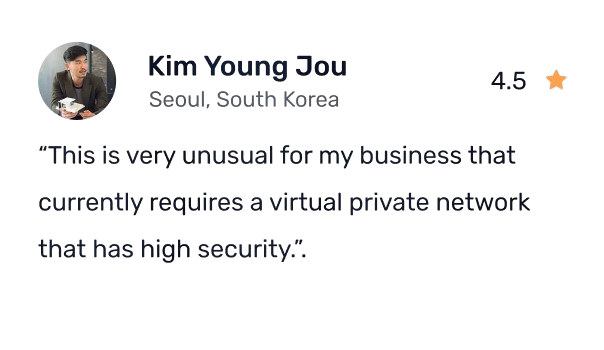 Kim Young Jou
Seoul, South Korea
4.5
“This is very unusual for my business that
currently requires a virtual private network
that has high security.”.